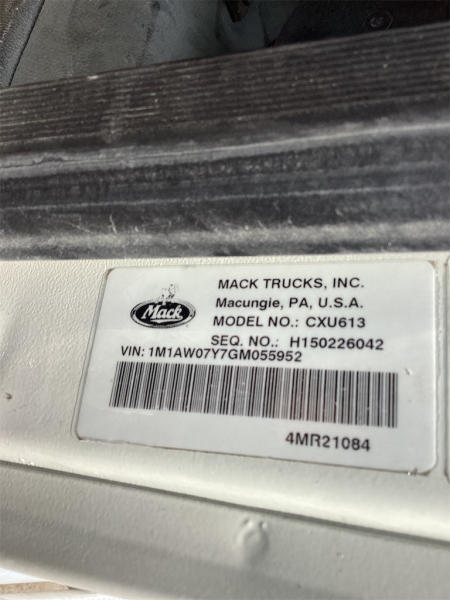 Mack
MACK TRUCKS, INC.
Macungie, PA, U.S.A.
MODEL NO.: CXU613
SEQ. NO.: H150226042
VIN: 1M1AW07Y7GM055952
4MR21084